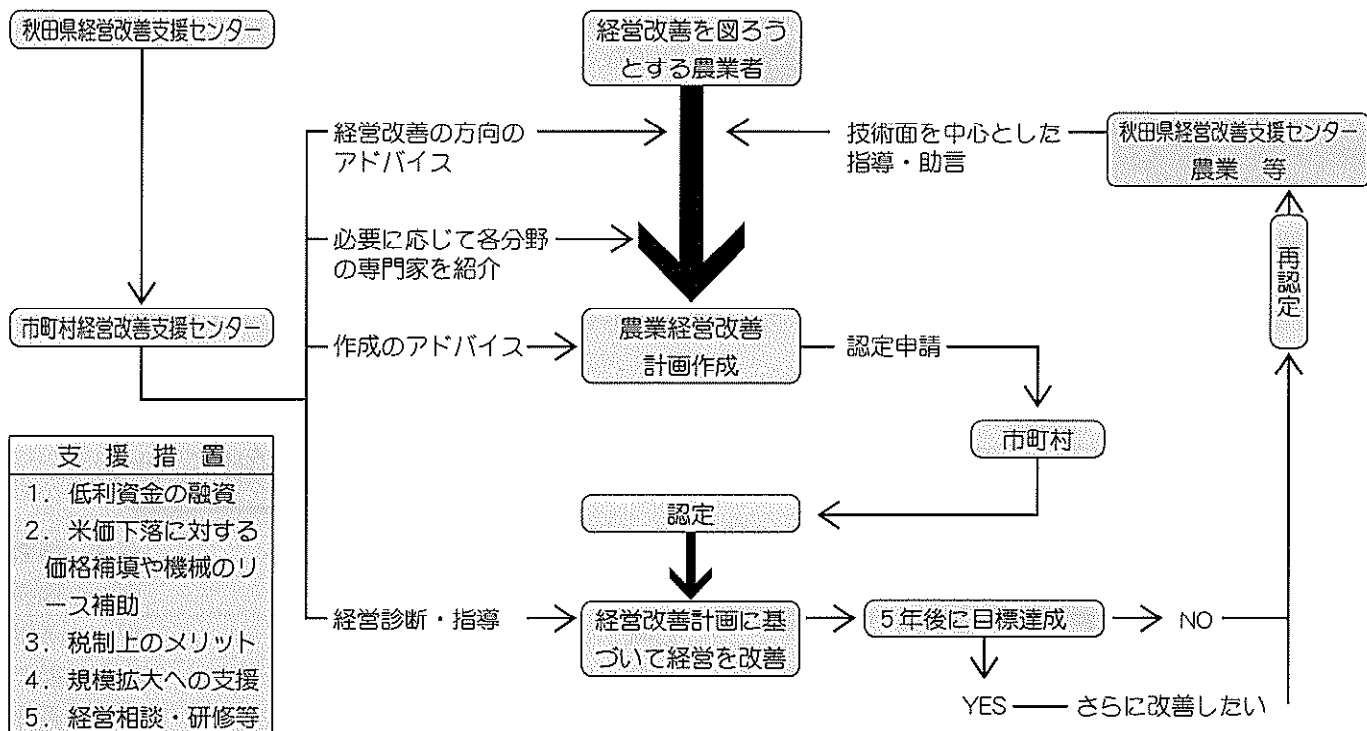 秋田県経営改善支援センター
経営改善を図ろう
とする農業者
経営改善の方向の
アドバイス
技術面を中心とした
指導・助言
秋田県経営改善支援センター
農業　等
必要に応じて各分野
の専門家を紹介
再認定
市町村経営改善支援センター
作成のアドバイス
農業経営改善
計画作成
認定申請
市町村
支　援　措　置
1．低利資金の融資
2．米価下落に対する
価格補填や機械のリ
ース補助
3．税制上のメリット
4．規模拡大への支援
5．経営相談・研修等
認定
経営診断・指導
経営改善計画に基
づいて経営を改善
5年後に目標達成
NO
YES
さらに改善したい